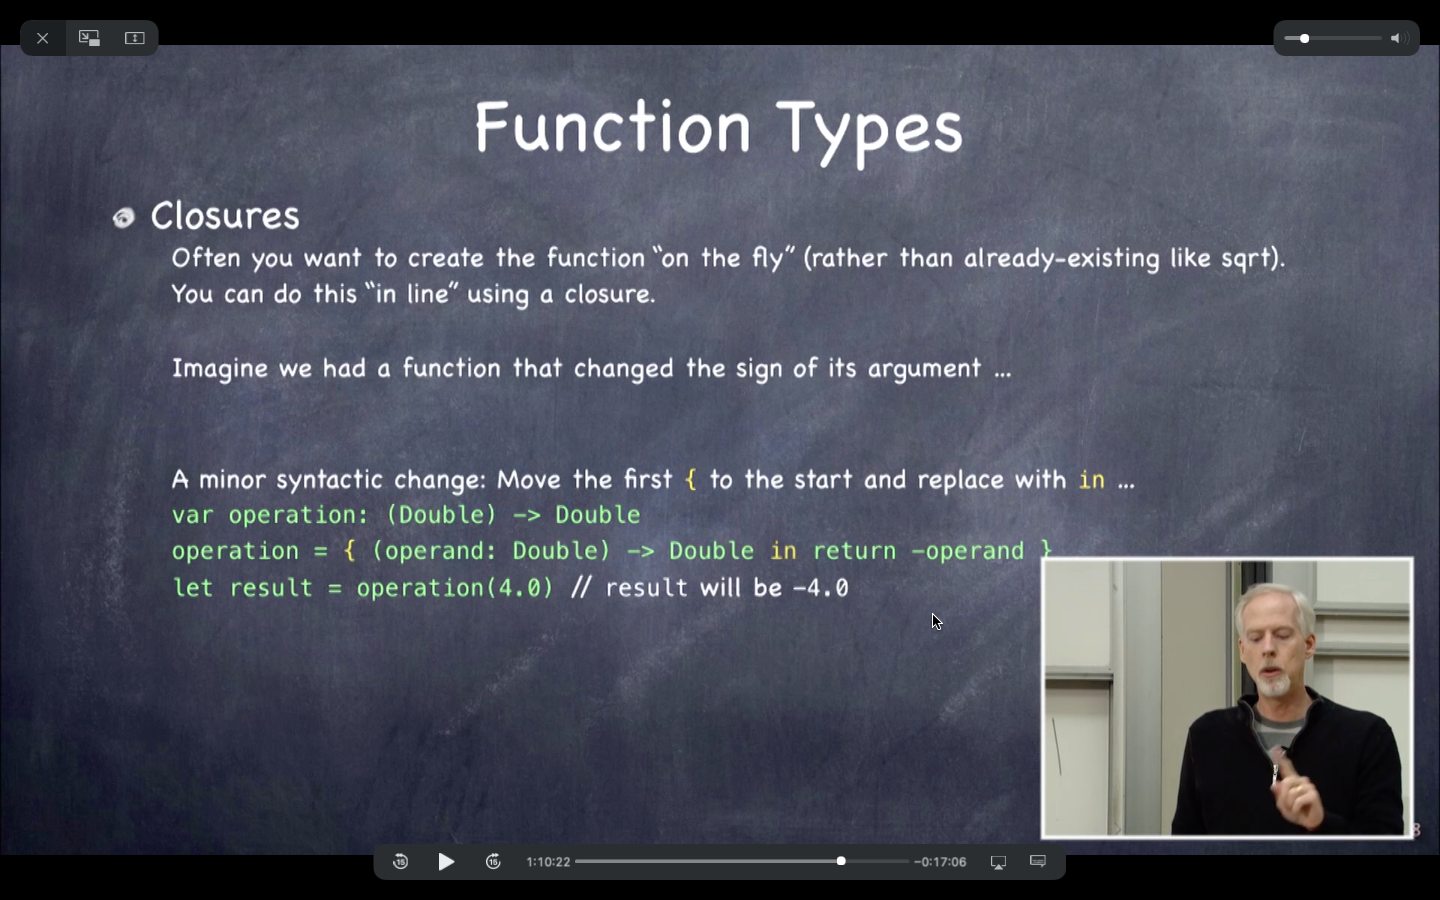 Function Types
Closures
Often you want to create the function “on the fly” (rather than already-existing like sqrt).
You can do this “in line” using a closure.
Imagine we had a function that changed the sign of its argument ...
A minor syntactic change: Move the first { to the start and replace with in ...
var operation: (Double) -> Double
operation = { (operand: Double) -> Double in return -operand }
let result = operation(4.0) // result will be -4.0
8
15
15
1:10:22
-0:17:06